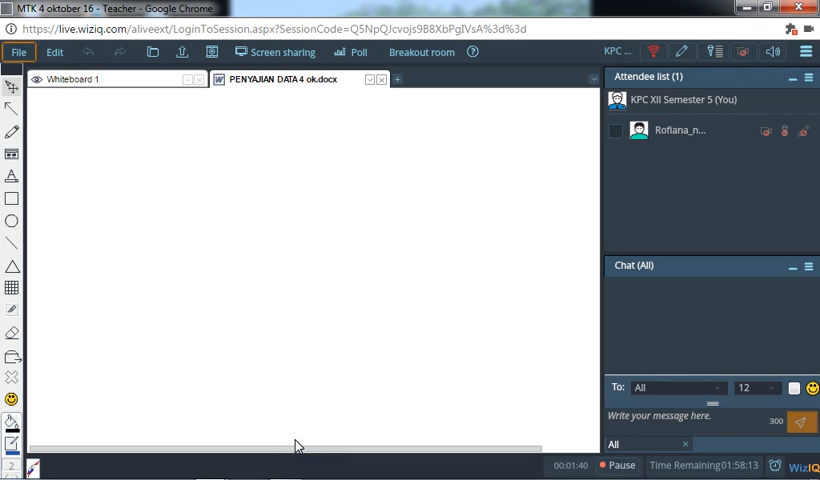 MTK 4 oktober 16 - Teacher - Google Chrome
https://live.wiziq.com/aliveext/LoginToSession.aspx?SessionCode=Q5NpQJcvojs9B8XbPgIVsA%3d%3d
File Edit Screen sharing Poll Breakout room KPC ...
Whiteboard 1 PENYAJIAN DATA 4 ok.docx
Attendee list (1)
KPC XII Semester 5 (You)
Rofiana_n...
Chat (All)
To: All 12
Write your message here. 300
All
2
00:01:40 Pause Time Remaining 01:58:13 WizIQ